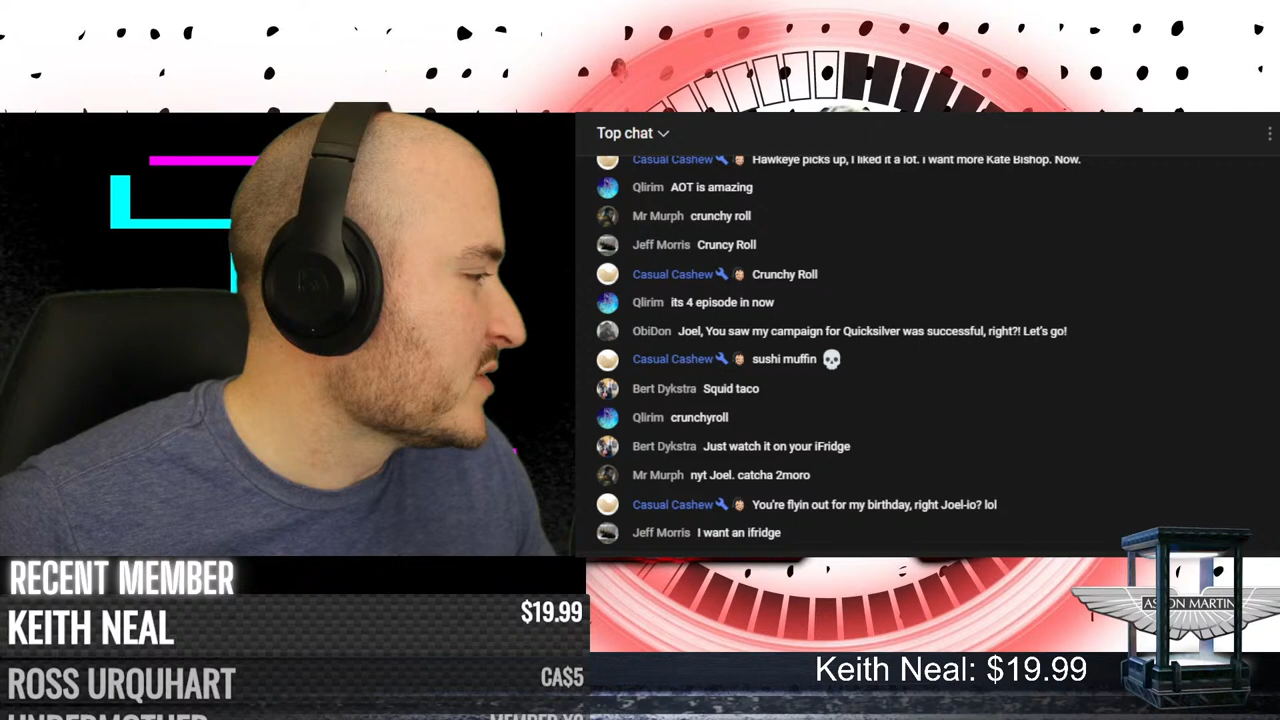 Top chat
Casual Cashew Hawkeye picks up, I liked it a lot. I want more Kate Bishop. Now.
Qlirim AOT is amazing
Mr Murph crunchy roll
Jeff Morris Cruncy Roll
Casual Cashew Crunchy Roll
Qlirim its 4 episode in now
ObiDon Joel, You saw my campaign for Quicksilver was successful, right?! Let's go!
Casual Cashew sushi muffin 💀
Bert Dykstra Squid taco
Qlirim crunchyroll
Bert Dykstra Just watch it on your iFridge
Mr Murph nyt Joel. catcha 2moro
Casual Cashew You're flyin out for my birthday, right Joel-io? lol
Jeff Morris I want an ifridge
RECENT MEMBER
KEITH NEAL $19.99
ROSS URQUHART CA$5
UNDERMOTHER MEMBER
ASTON MARTIN
Keith Neal: $19.99